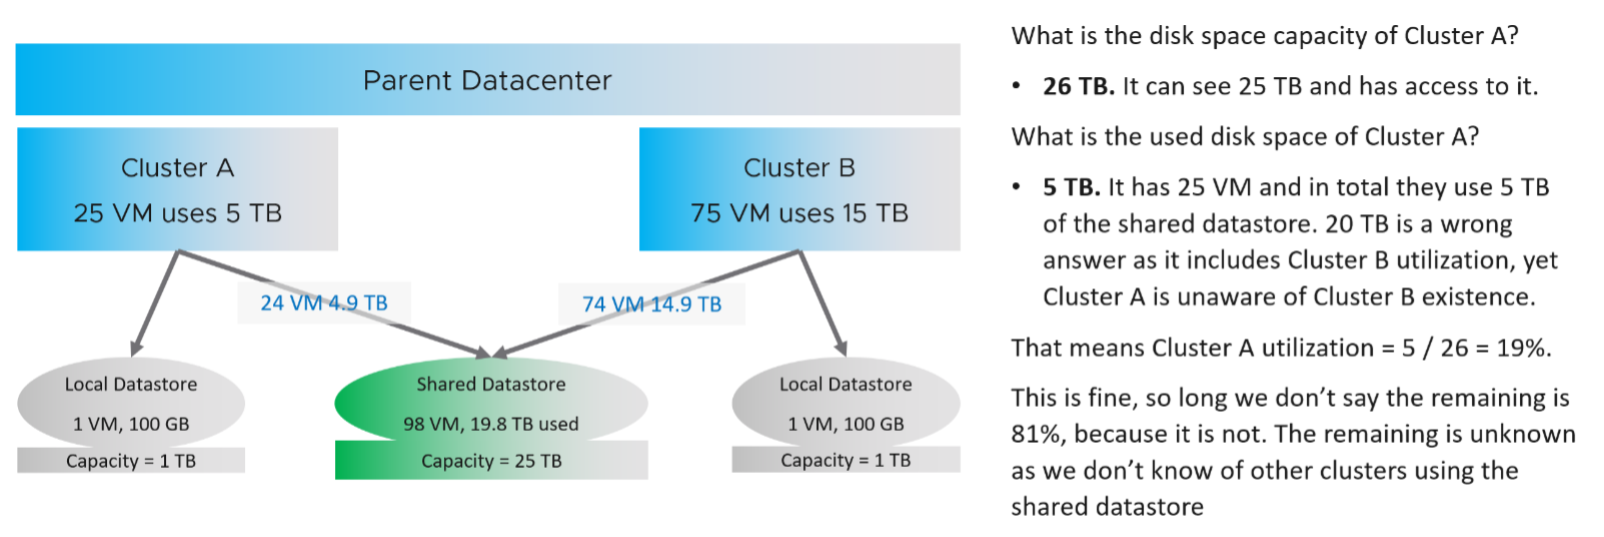 Parent Datacenter
Cluster A
25 VM uses 5 TB
Cluster B
75 VM uses 15 TB
24 VM 4.9 TB
74 VM 14.9 TB
Local Datastore
1 VM, 100 GB
Capacity = 1 TB
Shared Datastore
98 VM, 19.8 TB used
Capacity = 25 TB
Local Datastore
1 VM, 100 GB
Capacity = 1 TB
What is the disk space capacity of Cluster A?
• 26 TB. It can see 25 TB and has access to it.
What is the used disk space of Cluster A?
• 5 TB. It has 25 VM and in total they use 5 TB
of the shared datastore. 20 TB is a wrong
answer as it includes Cluster B utilization, yet
Cluster A is unaware of Cluster B existence.
That means Cluster A utilization = 5 / 26 = 19%.
This is fine, so long we don’t say the remaining is
81%, because it is not. The remaining is unknown
as we don’t know of other clusters using the
shared datastore